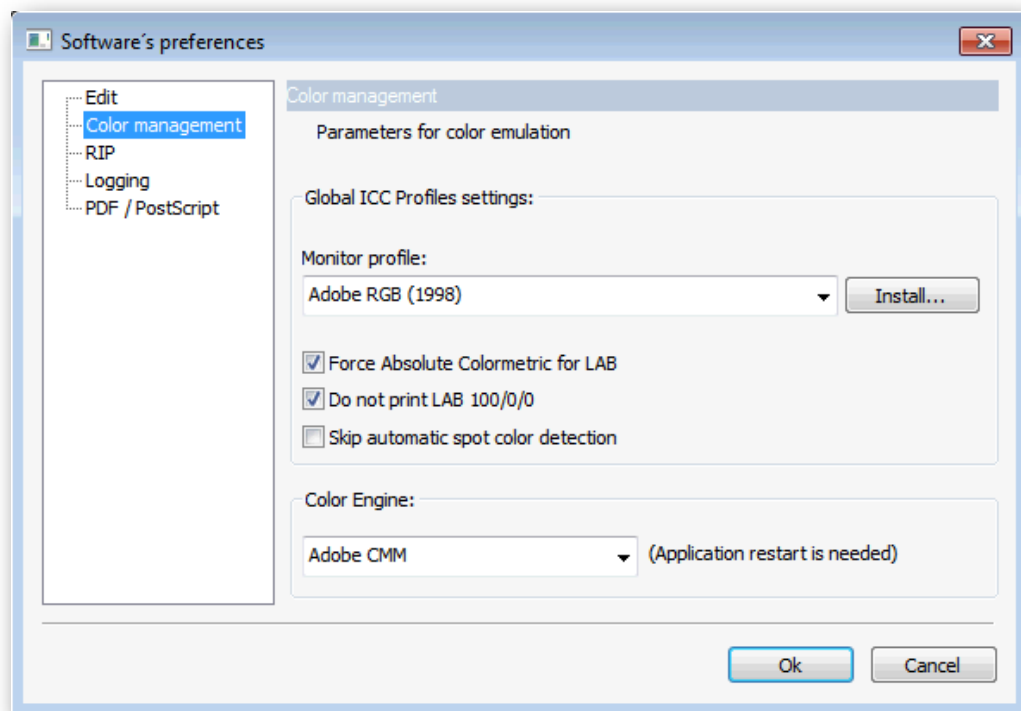 Software´s preferences
Edit
Color management
RIP
Logging
PDF / PostScript
Color management
Parameters for color emulation
Global ICC Profiles settings:
Monitor profile:
Adobe RGB (1998)
Install...
Force Absolute Colormetric for LAB
Do not print LAB 100/0/0
Skip automatic spot color detection
Color Engine:
Adobe CMM
(Application restart is needed)
Ok
Cancel